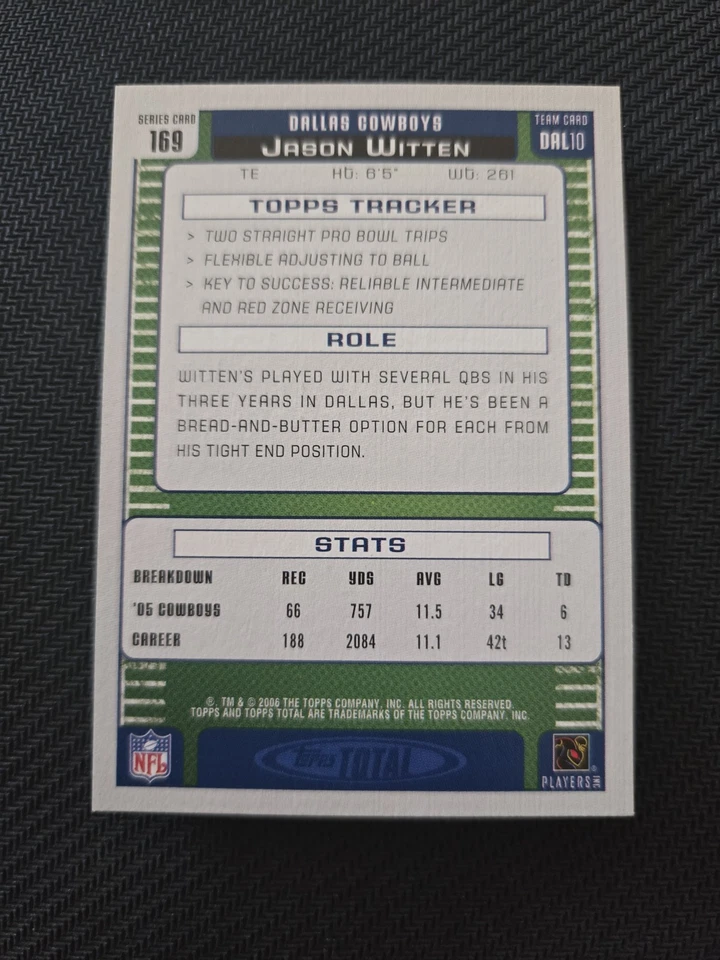 SERIES CARD
169
DALLAS COWBOYS
JASON WITTEN
TEAM CARD
DAL10
TE Ht: 6'5" Wt: 261
TOPPS TRACKER
> TWO STRAIGHT PRO BOWL TRIPS
> FLEXIBLE ADJUSTING TO BALL
> KEY TO SUCCESS: RELIABLE INTERMEDIATE
AND RED ZONE RECEIVING
ROLE
WITTEN'S PLAYED WITH SEVERAL QBS IN HIS
THREE YEARS IN DALLAS, BUT HE'S BEEN A
BREAD-AND-BUTTER OPTION FOR EACH FROM
HIS TIGHT END POSITION.
STATS
BREAKDOWN REC YDS AVG LG TD
'05 COWBOYS 66 757 11.5 34 6
CAREER 188 2084 11.1 42t 13
®, TM & © 2006 THE TOPPS COMPANY, INC. ALL RIGHTS RESERVED.
TOPPS AND TOPPS TOTAL ARE TRADEMARKS OF THE TOPPS COMPANY, INC.
NFL
Topps TOTAL
PLAYERS INC